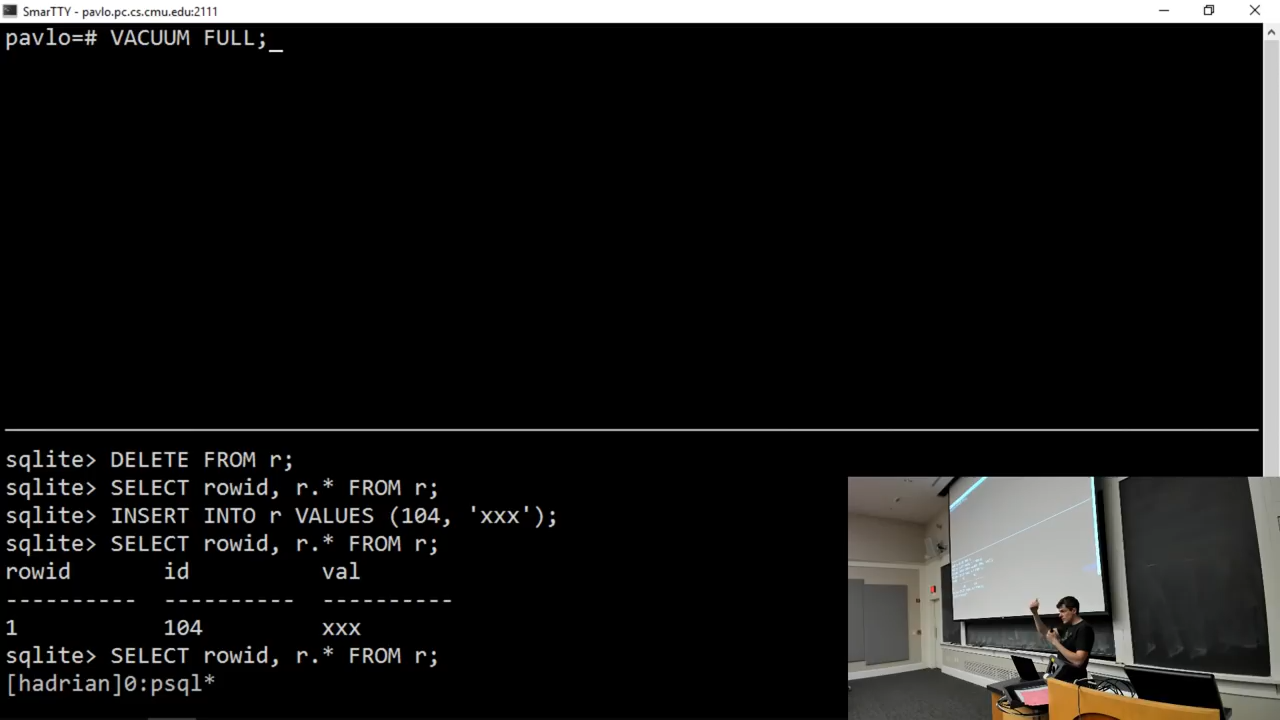 SmarTTY - pavlo.pc.cs.cmu.edu:2111
pavlo=# VACUUM FULL;_
sqlite> DELETE FROM r;
sqlite> SELECT rowid, r.* FROM r;
sqlite> INSERT INTO r VALUES (104, 'xxx');
sqlite> SELECT rowid, r.* FROM r;
rowid       id          val
----------  ----------  ----------
1           104         xxx
sqlite> SELECT rowid, r.* FROM r;
[hadrian]0:psql*